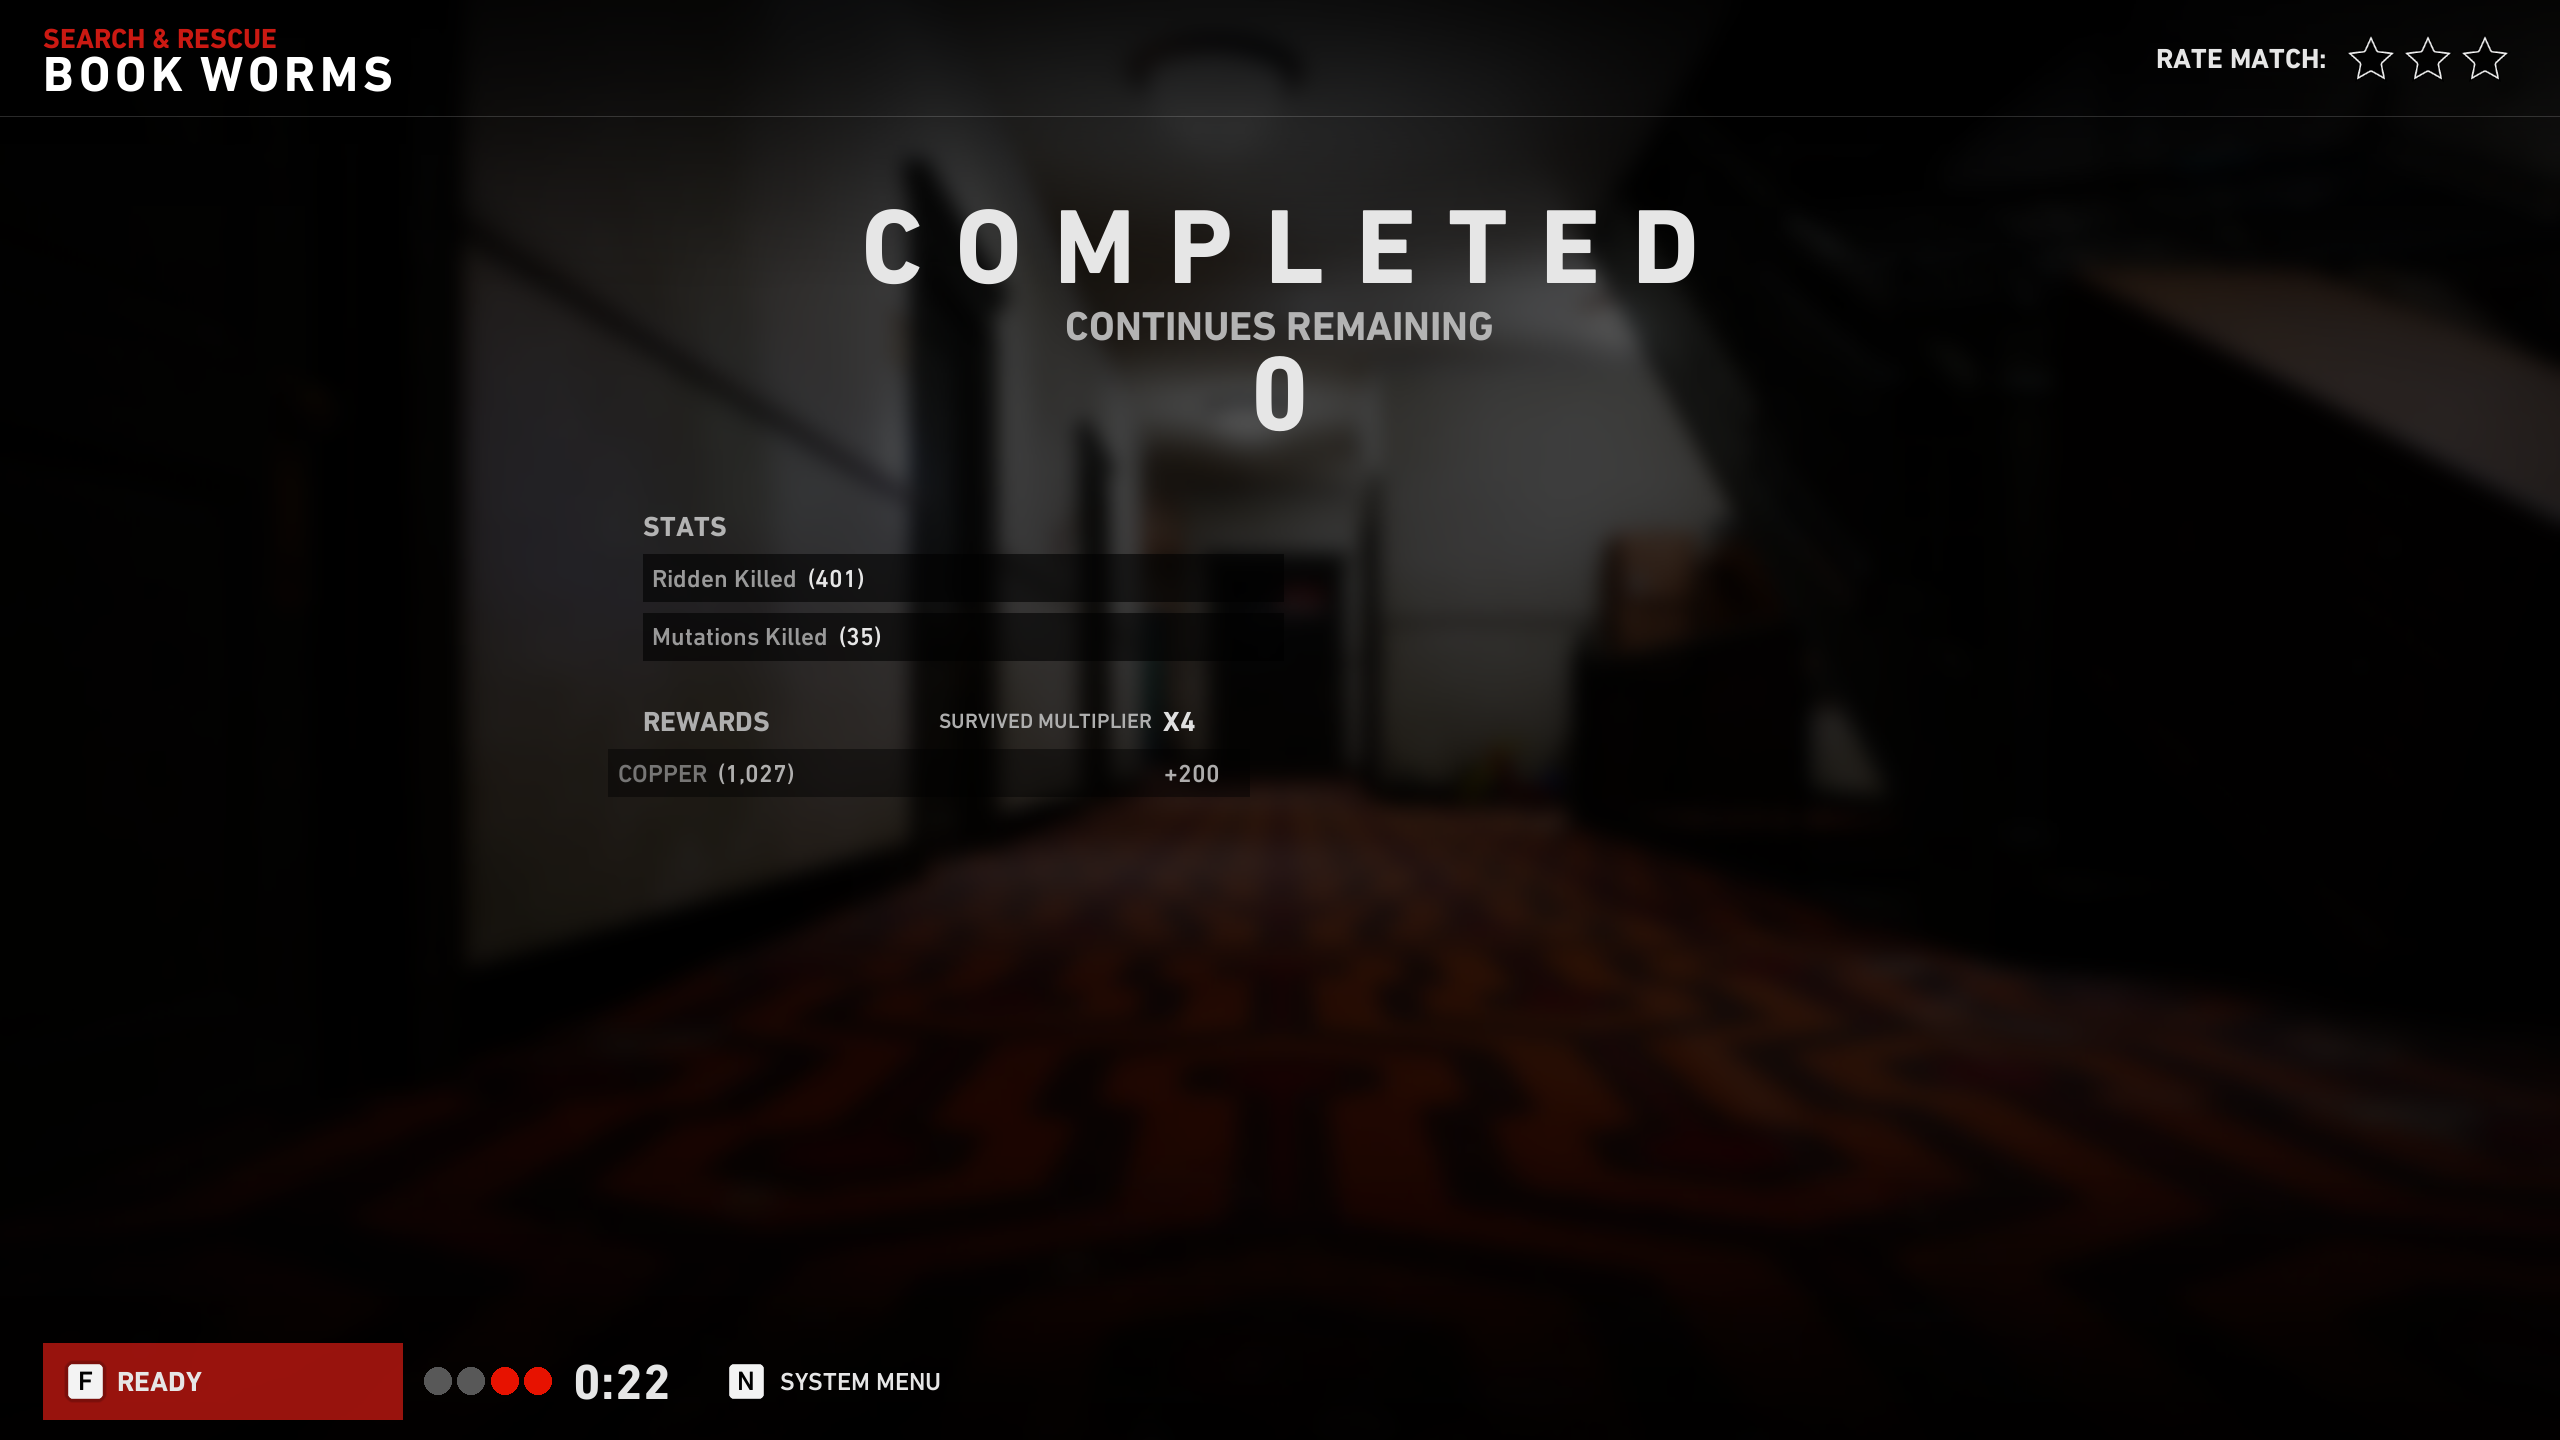 SEARCH & RESCUE
BOOK WORMS
RATE MATCH:
COMPLETED
CONTINUES REMAINING
0
STATS
Ridden Killed (401)
Mutations Killed (35)
REWARDS SURVIVED MULTIPLIER X4
COPPER (1,027) +200
F READY 0:22 N SYSTEM MENU